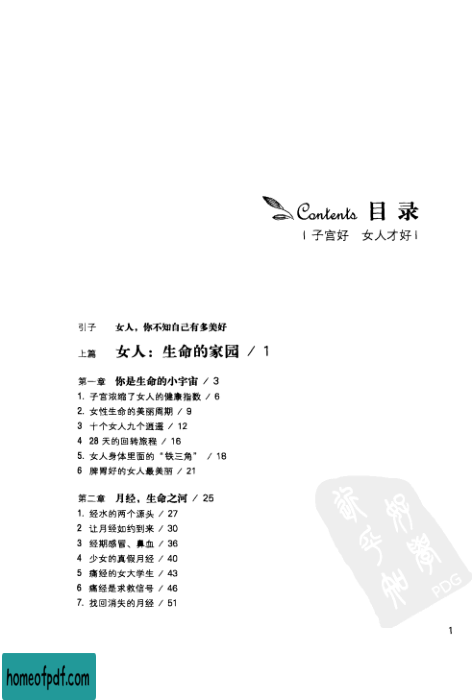 Contents 目录
子宫好 女人才好
引子 女人，你不知自己有多美好
上篇 女人：生命的家园 / 1
第一章 你是生命的小宇宙 / 3
1. 子宫浓缩了女人的健康指数 / 6
2. 女性生命的美丽周期 / 9
3 十个女人九个逍遥 / 12
4 28 天的回转旅程 / 16
5. 女人身体里面的“铁三角” / 18
6 脾胃好的女人最美丽 / 21
第二章 月经，生命之河 / 25
1. 经水的两个源头 / 27
2 让月经如约到来 / 30
3 经期感冒、鼻血 / 36
4 少女的真假月经 / 40
5 痛经的女大学生 / 43
6 痛经是求救信号 / 46
7. 找回消失的月经 / 51
PDG
1
homeofpdf.com